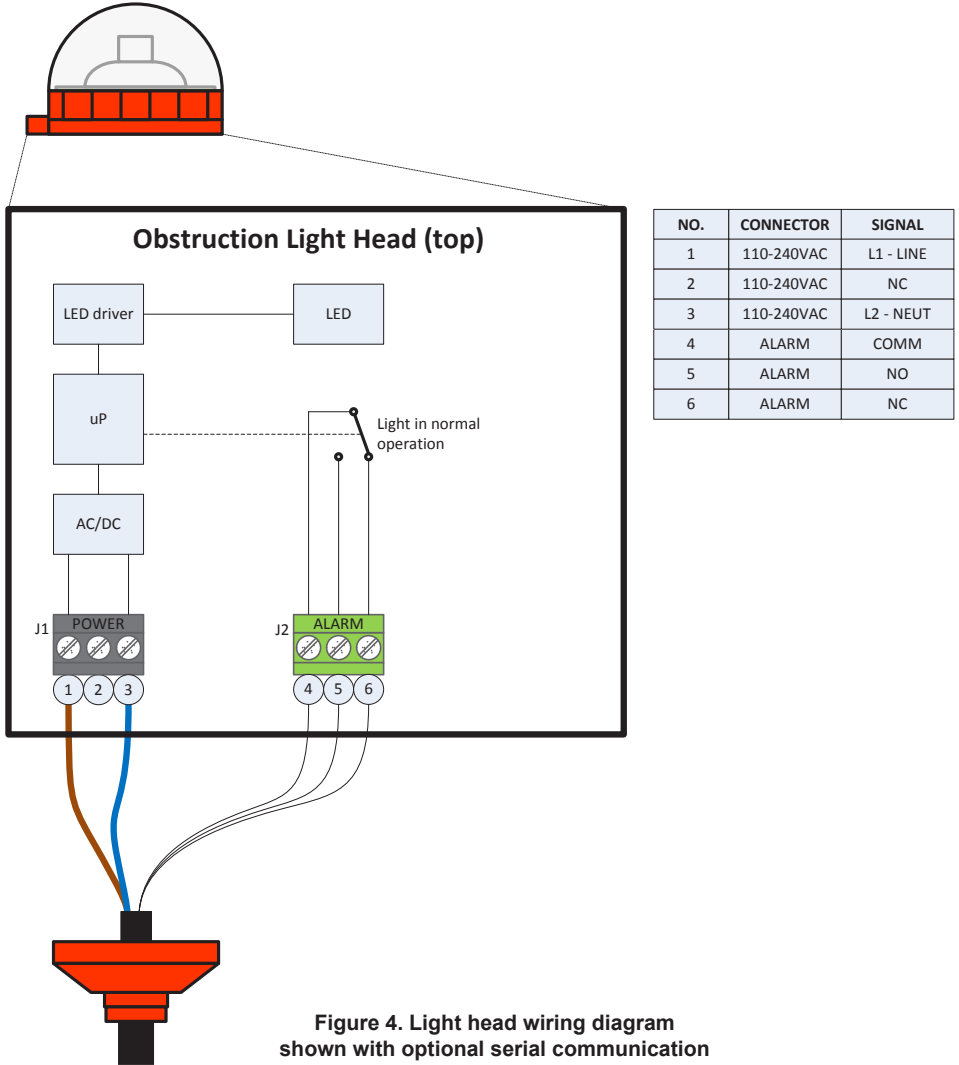 Obstruction Light Head (top)
LED driver
LED
uP
Light in normal
operation
AC/DC
J1
POWER
J2
ALARM
1
2
3
4
5
6
NO. CONNECTOR SIGNAL
1 110-240VAC L1 - LINE
2 110-240VAC NC
3 110-240VAC L2 - NEUT
4 ALARM COMM
5 ALARM NO
6 ALARM NC
Figure 4. Light head wiring diagram
shown with optional serial communication